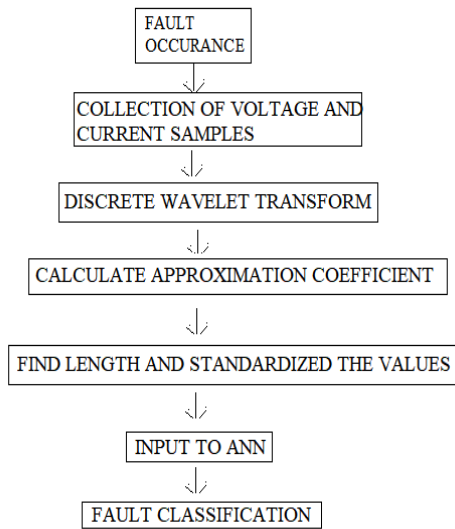 FAULT
OCCURANCE
COLLECTION OF VOLTAGE AND
CURRENT SAMPLES
DISCRETE WAVELET TRANSFORM
CALCULATE APPROXIMATION COEFFICIENT
FIND LENGTH AND STANDARDIZED THE VALUES
INPUT TO ANN
FAULT CLASSIFICATION